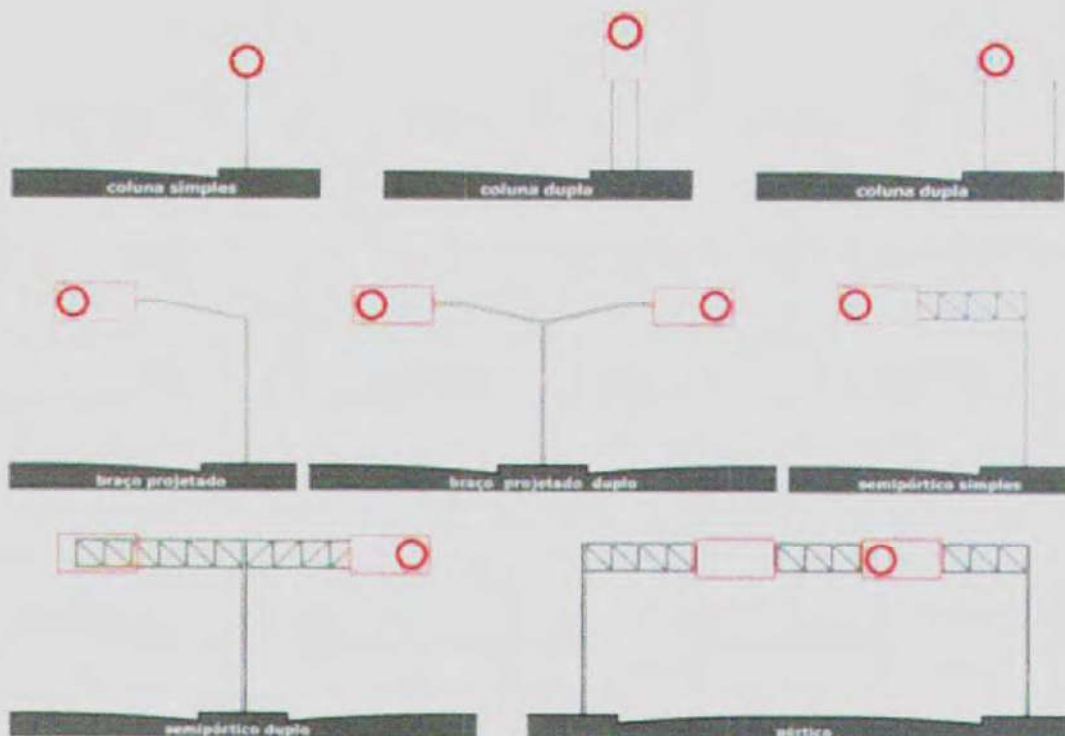 coluna simples
coluna dupla
coluna dupla
braço projetado
braço projetado duplo
semipórtico simples
semipórtico duplo
pórtico